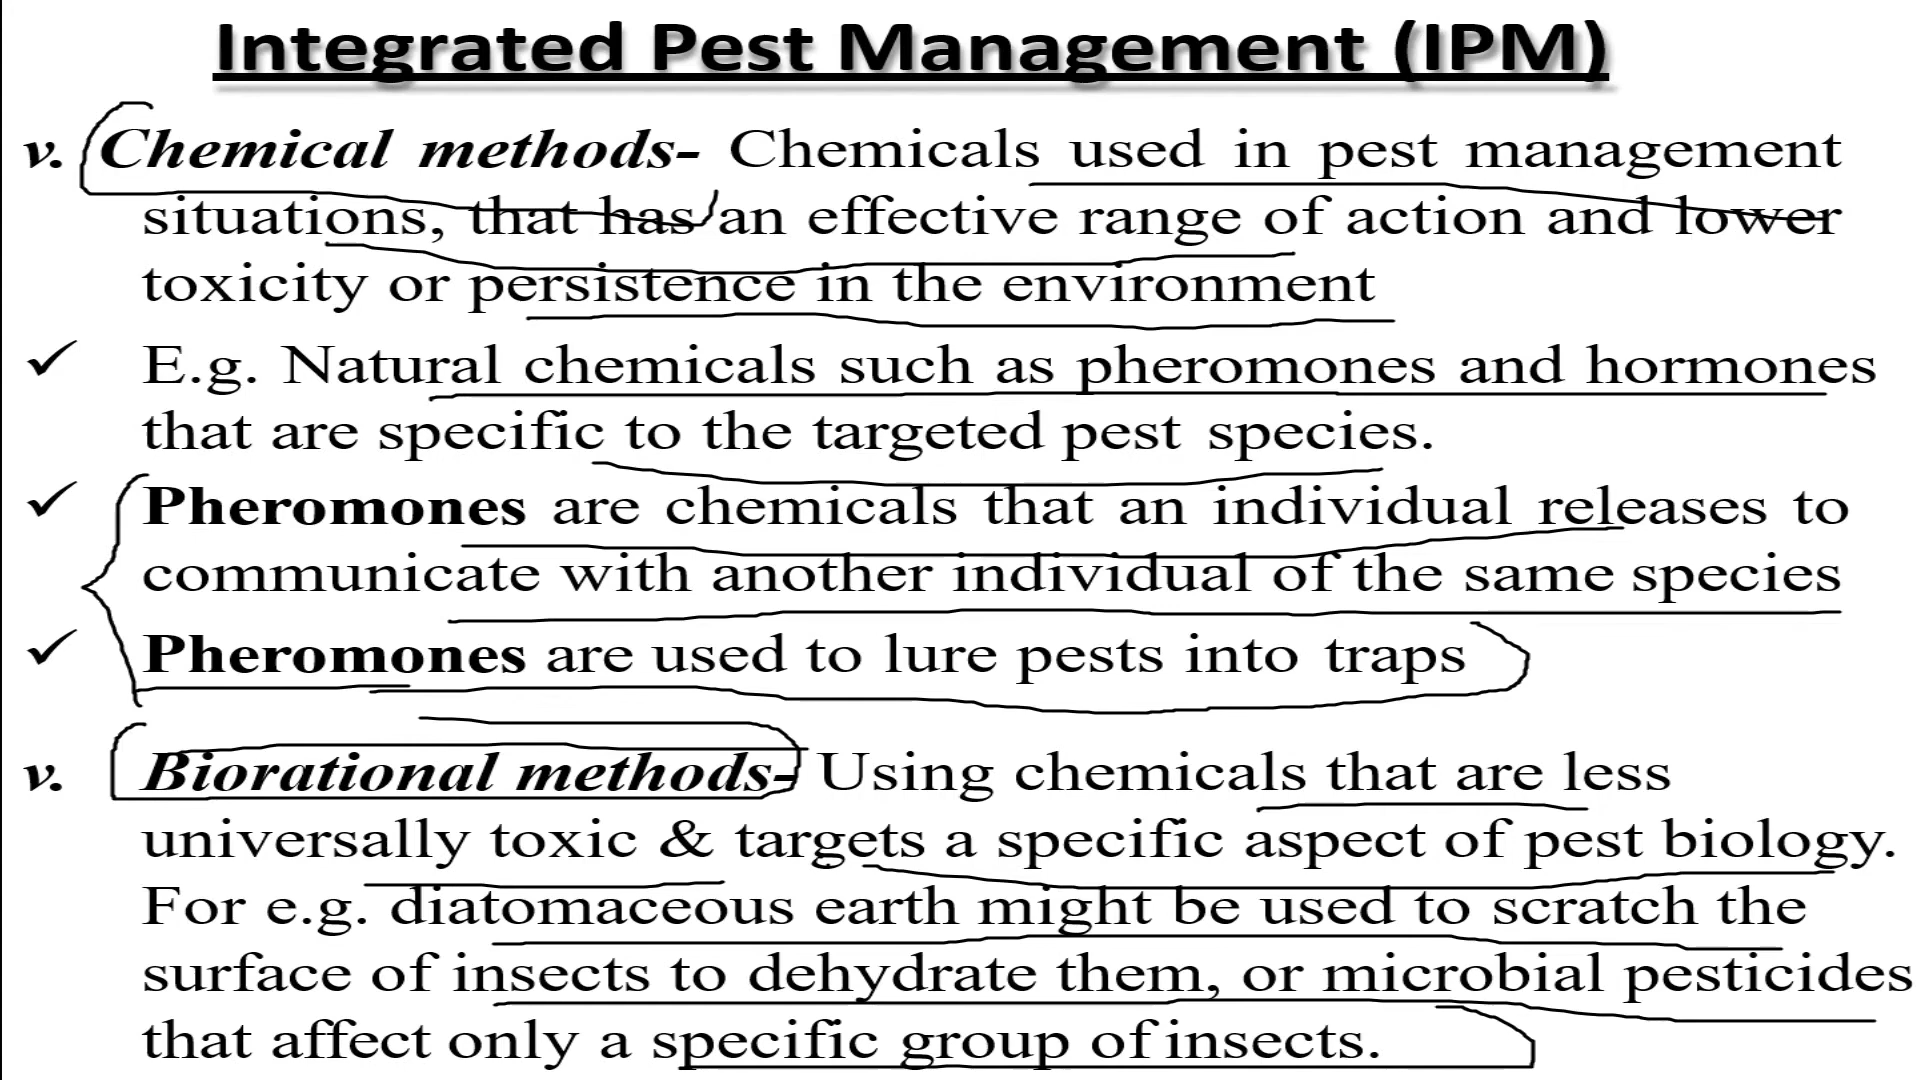 Integrated Pest Management (IPM)
v. Chemical methods- Chemicals used in pest management
situations, that has an effective range of action and lower
toxicity or persistence in the environment
✓ E.g. Natural chemicals such as pheromones and hormones
that are specific to the targeted pest species.
✓ Pheromones are chemicals that an individual releases to
communicate with another individual of the same species
✓ Pheromones are used to lure pests into traps
v. Biorational methods- Using chemicals that are less
universally toxic & targets a specific aspect of pest biology.
For e.g. diatomaceous earth might be used to scratch the
surface of insects to dehydrate them, or microbial pesticides
that affect only a specific group of insects.